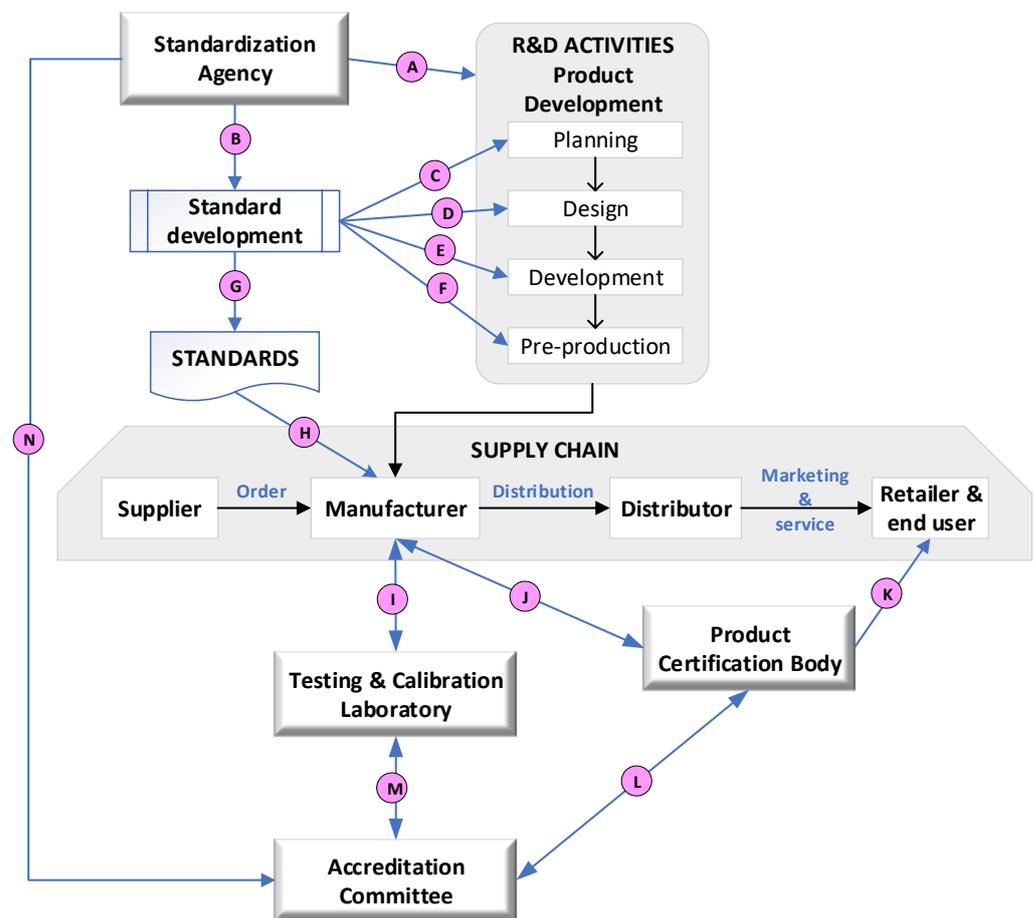 Standardization
Agency
A
R&D ACTIVITIES
Product
Development
B
Planning
C
Standard
development
D
Design
E
Development
F
G
Pre-production
STANDARDS
H
N
SUPPLY CHAIN
Supplier
Order
Manufacturer
Distribution
Distributor
Marketing
&
service
Retailer &
end user
I
J
K
Product
Certification Body
Testing & Calibration
Laboratory
M
L
Accreditation
Committee